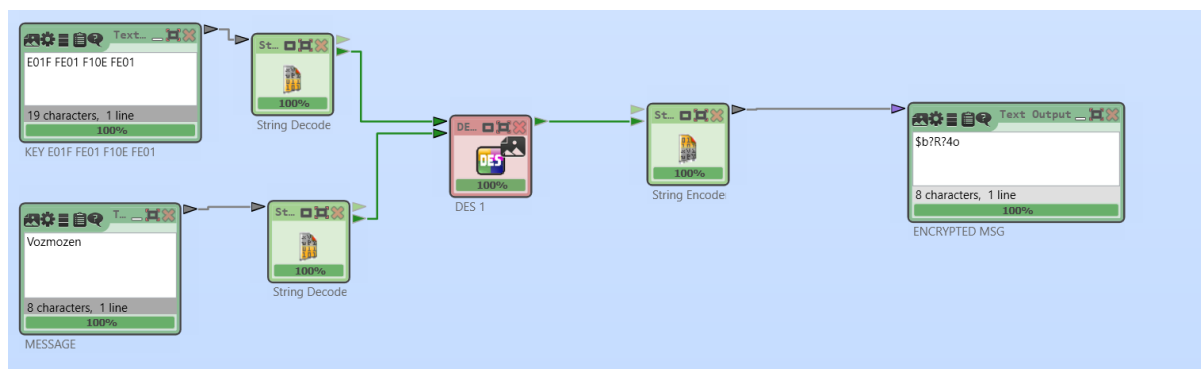 Text...
E01F FE01 F10E FE01
19 characters, 1 line
100%
KEY E01F FE01 F10E FE01
St...
100%
String Decode
T...
Vozmozen
8 characters, 1 line
100%
MESSAGE
St...
100%
String Decode
DE...
DES
100%
DES 1
St...
100%
String Encode
Text Output
$b?R?4o
8 characters, 1 line
100%
ENCRYPTED MSG